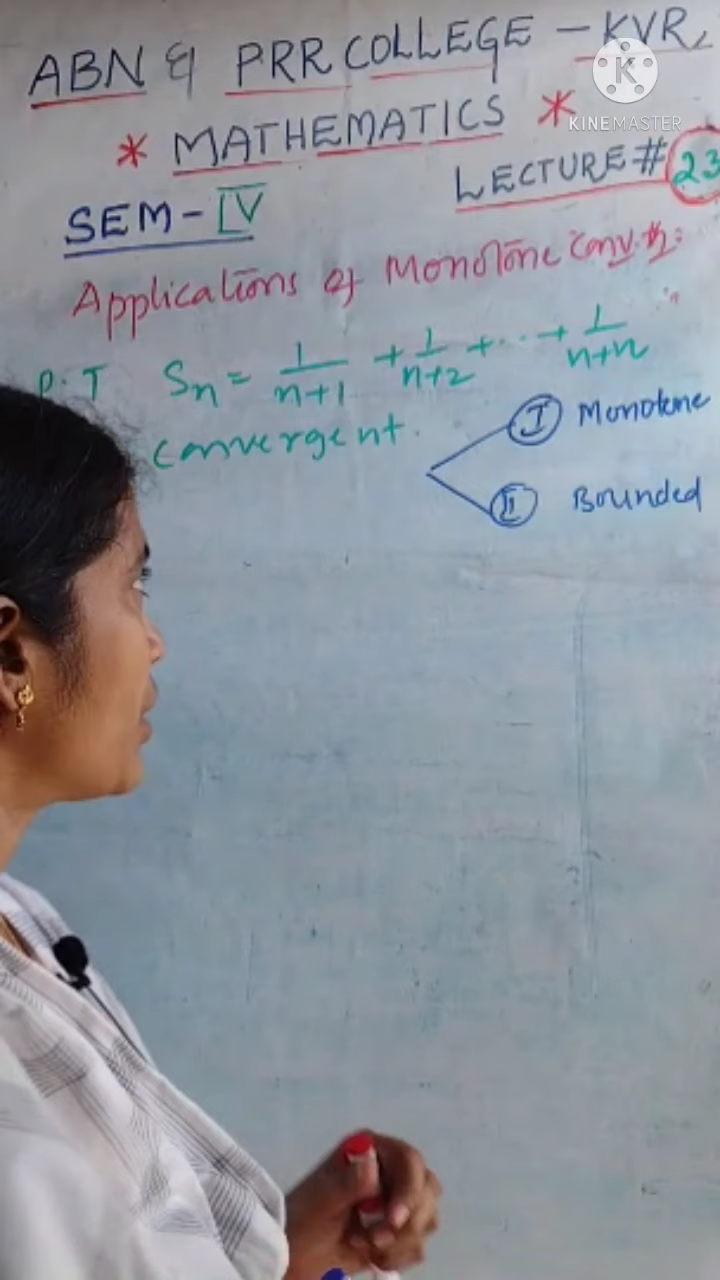 ABN & PRR COLLEGE - KVR
K
KINEMASTER
* MATHEMATICS *
LECTURE # 23
SEM - IV
Applications of Monotone Conv. th:
P.T Sn = 1/n+1 + 1/n+2 + ... + 1/n+n
convergent.
I Monotone
II Bounded